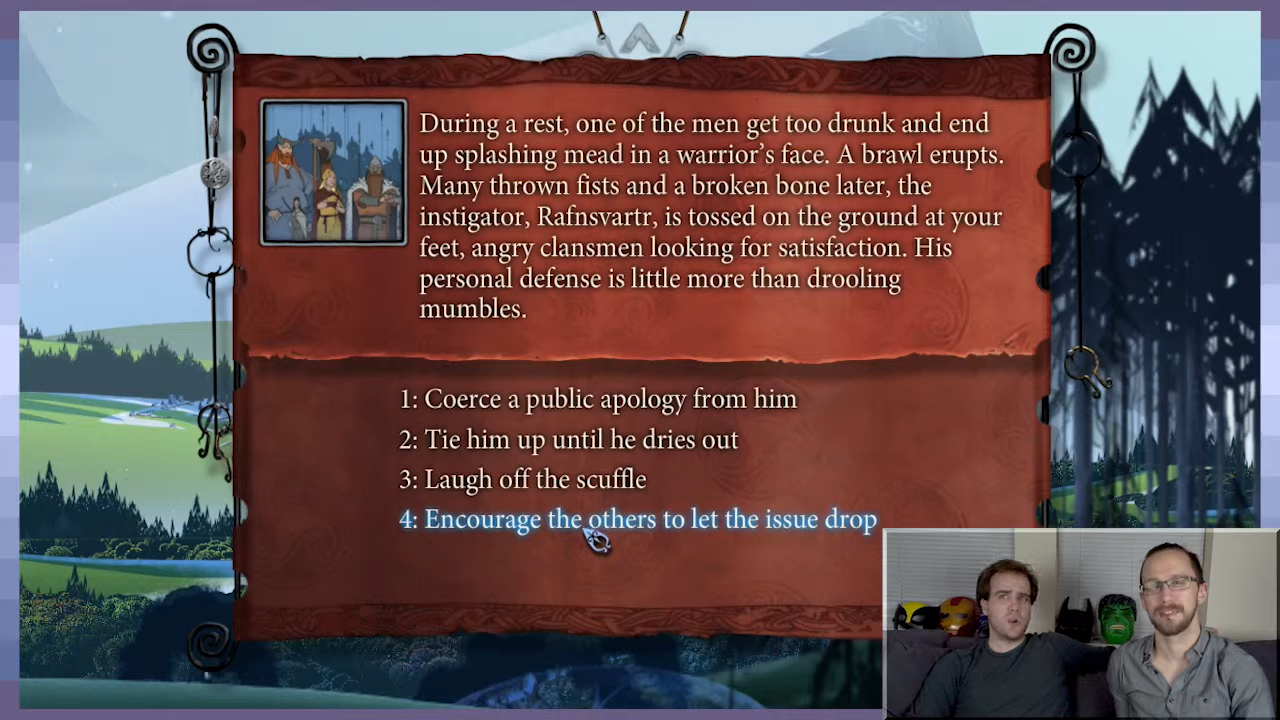 During a rest, one of the men get too drunk and end
up splashing mead in a warrior's face. A brawl erupts.
Many thrown fists and a broken bone later, the
instigator, Rafnsvartr, is tossed on the ground at your
feet, angry clansmen looking for satisfaction. His
personal defense is little more than drooling
mumbles.
1: Coerce a public apology from him
2: Tie him up until he dries out
3: Laugh off the scuffle
4: Encourage the others to let the issue drop